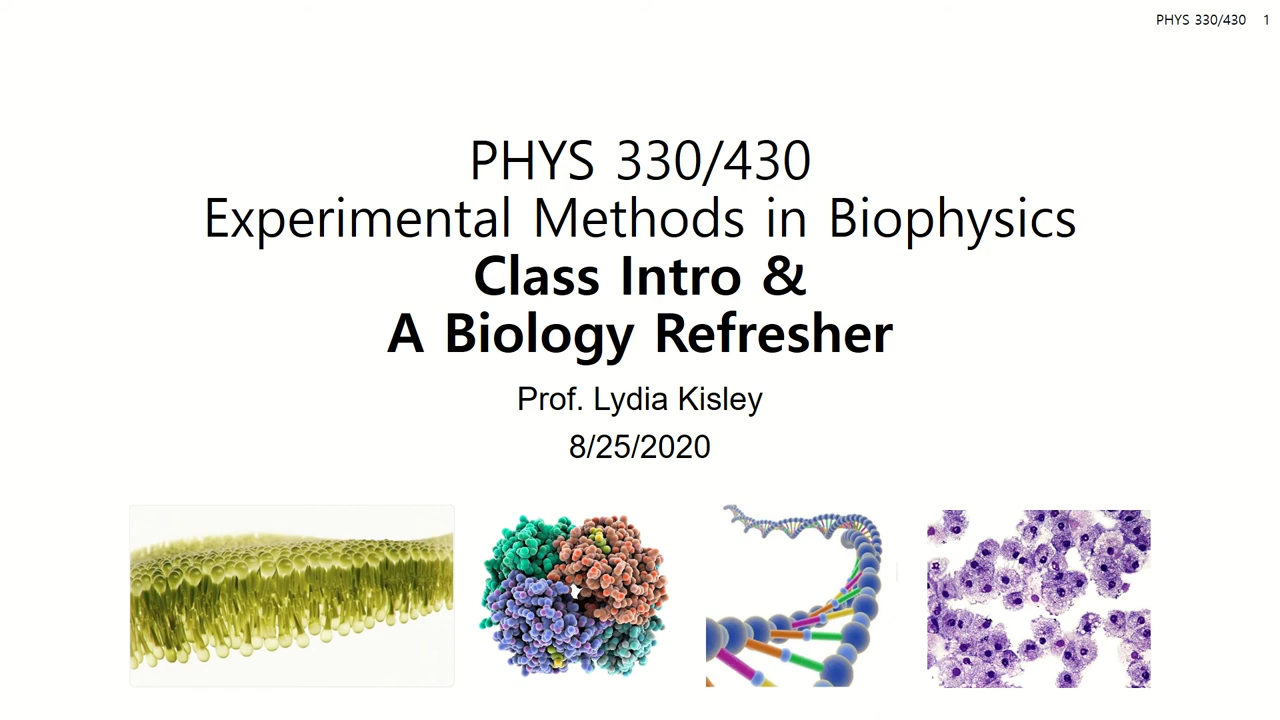 PHYS 330/430 1
PHYS 330/430
Experimental Methods in Biophysics
Class Intro &
A Biology Refresher
Prof. Lydia Kisley
8/25/2020